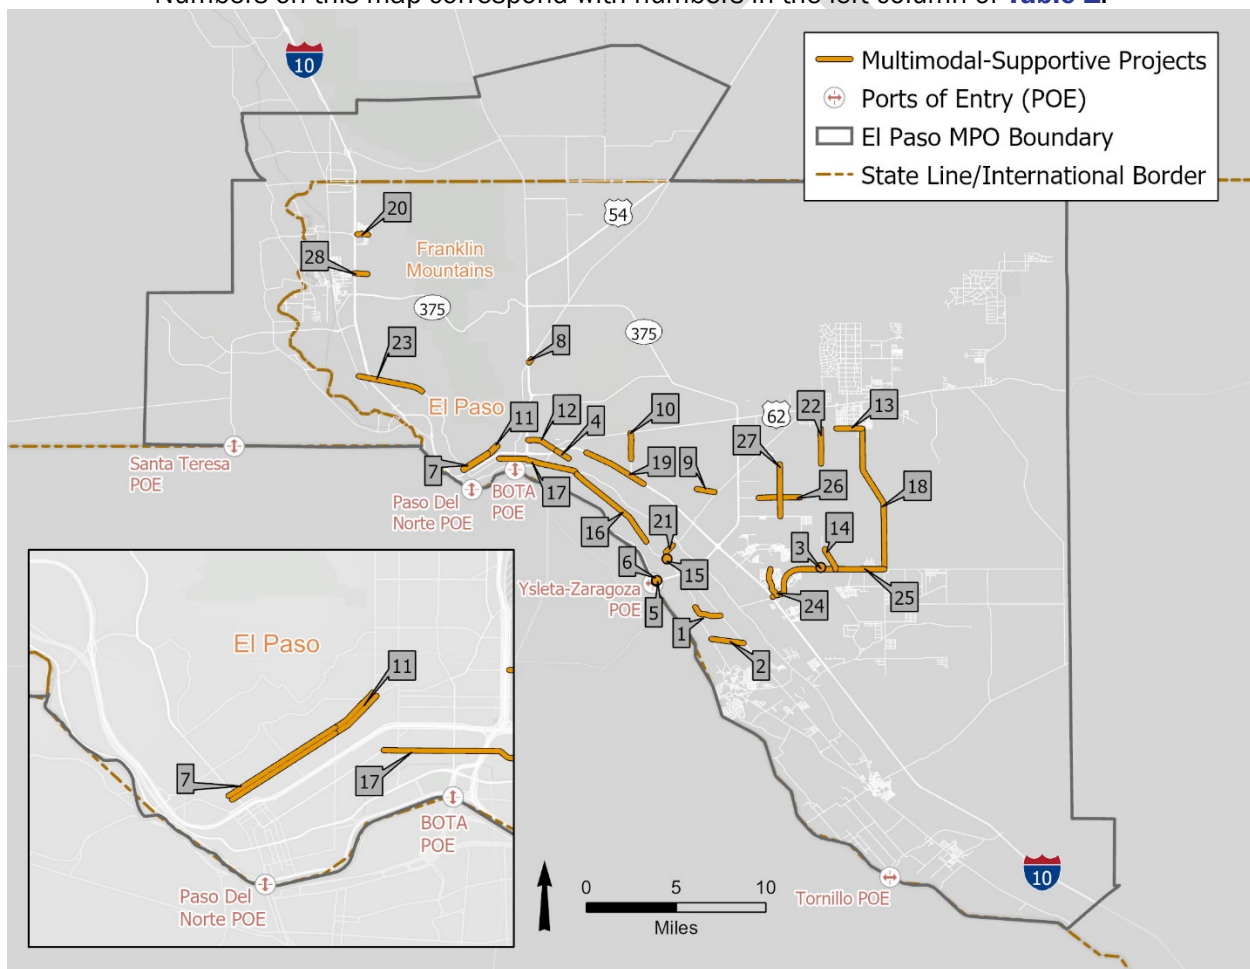 Numbers on this map correspond with numbers in the left column of Table 2.
10
Multimodal-Supportive Projects
Ports of Entry (POE)
El Paso MPO Boundary
State Line/International Border
54
20
Franklin
Mountains
28
375
375
8
23
El Paso
11
12
4
10
62
22
13
27
Santa Teresa
POE
7
Paso Del
Norte POE
BOTA
POE
17
19
9
26
18
16
21
14
3
6
15
Ysleta-Zaragoza
POE
5
24
25
1
2
El Paso
11
7
17
BOTA
POE
Paso Del
Norte POE
0
5
10
Miles
Tornillo POE
10